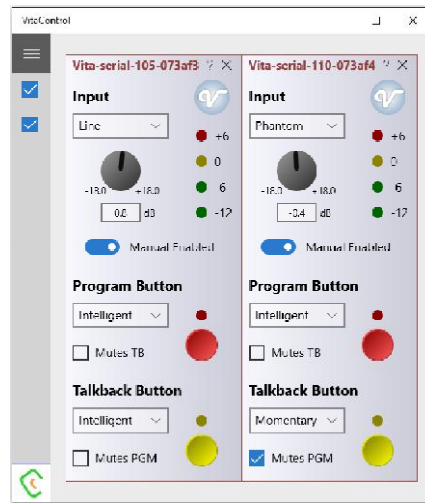 VitaControl
Vita-serial-105-073af3 ?
Input
Line
+6
0
-18.0 +18.0
-6
0.8 dB
-12
Manual Enabled
Program Button
Intelligent
Mutes TB
Talkback Button
Intelligent
Mutes PGM
Vita-serial-110-073af4 ?
Input
Phantom
+6
0
-18.0 +18.0
-6
-0.4 dB
-12
Manual Enabled
Program Button
Intelligent
Mutes TB
Talkback Button
Momentary
Mutes PGM